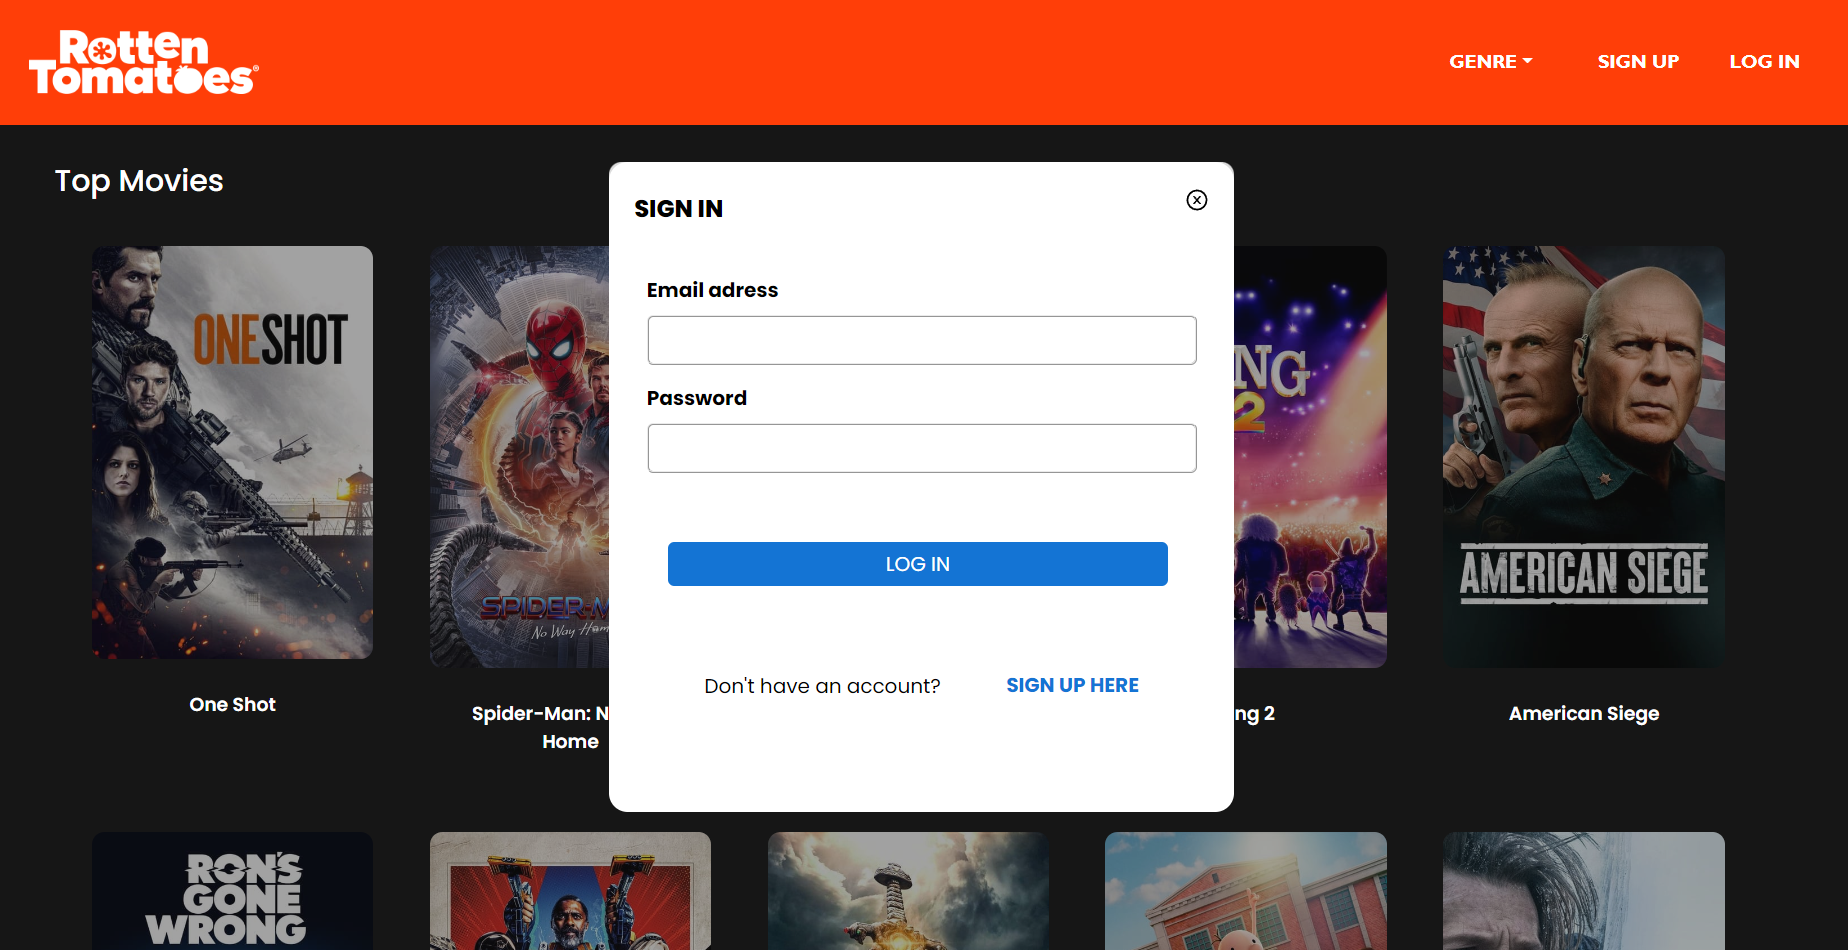 Rotten
Tomatoes®
GENRE
SIGN UP
LOG IN
Top Movies
SIGN IN
Email adress
Password
LOG IN
Don't have an account?
SIGN UP HERE
ONE SHOT
SPIDER-M
No Way Hom
NG
2
AMERICAN SIEGE
One Shot
Spider-Man: N
Home
ng 2
American Siege
RON'S
GONE
WRONG